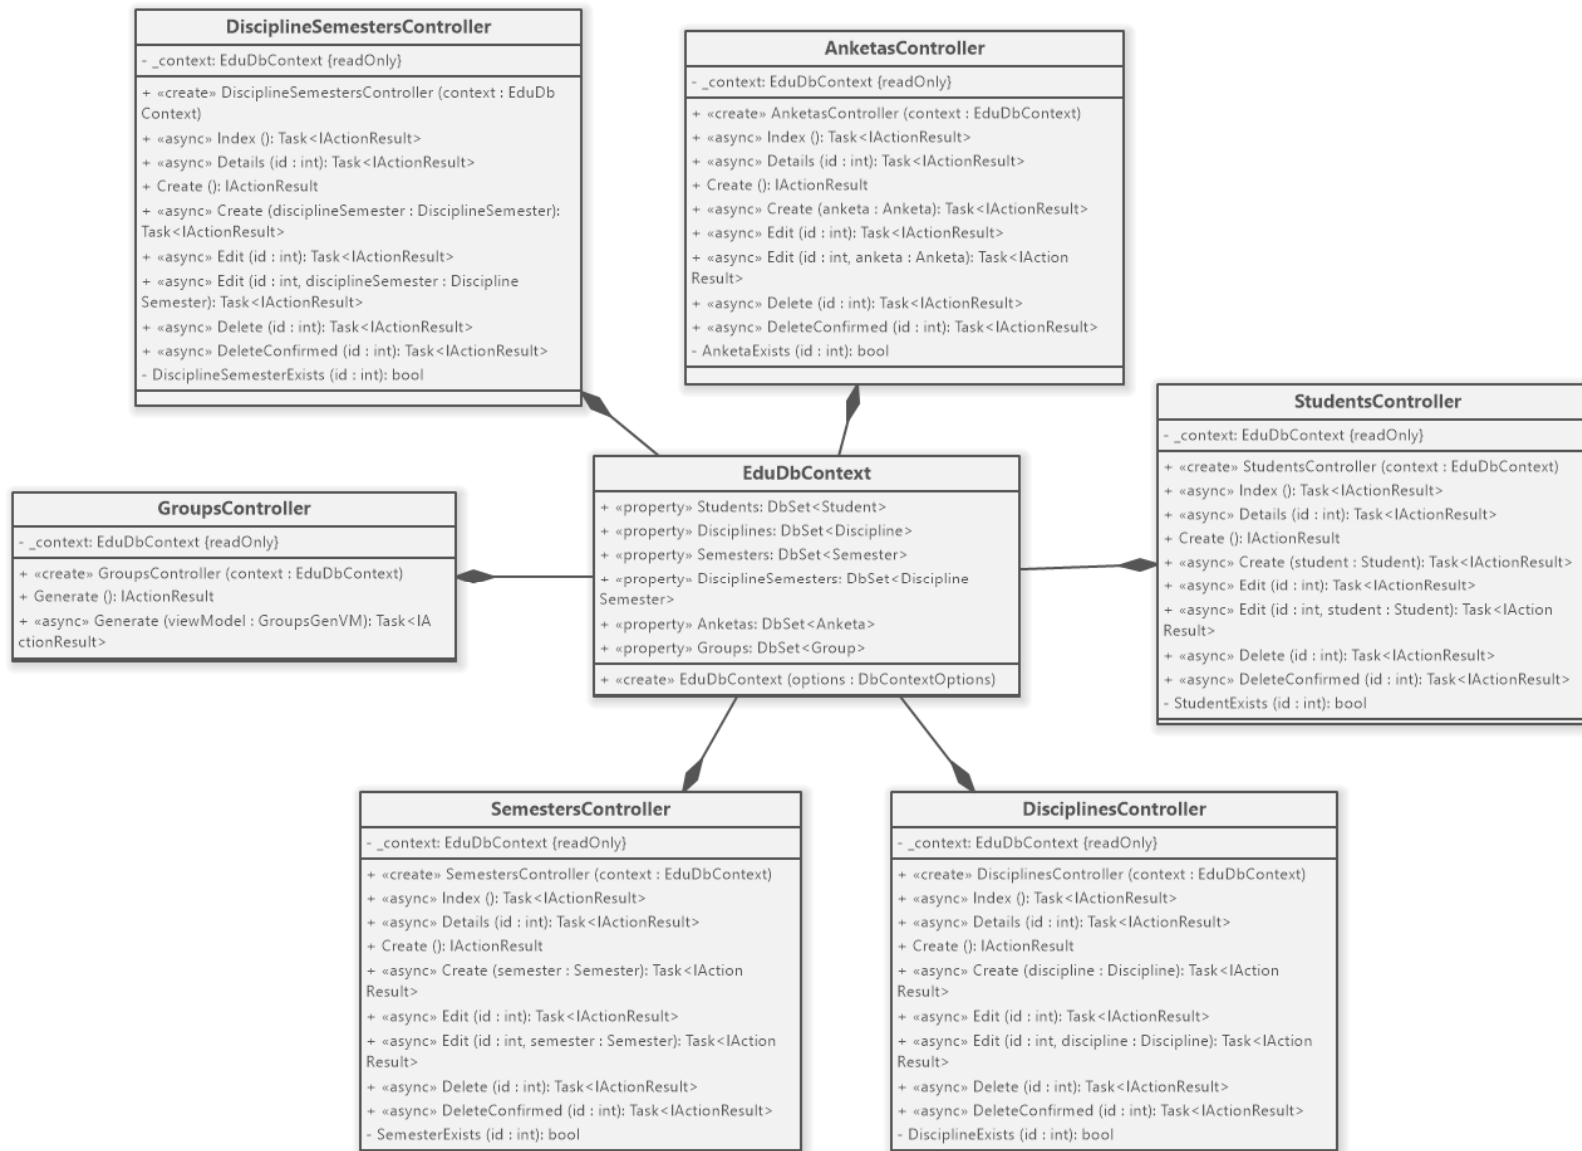 DisciplineSemestersController
- _context: EduDbContext {readOnly}
+ «create» DisciplineSemestersController (context : EduDb
Context)
+ «async» Index (): Task<IActionResult>
+ «async» Details (id : int): Task<IActionResult>
+ Create (): IActionResult
+ «async» Create (disciplineSemester : DisciplineSemester):
Task<IActionResult>
+ «async» Edit (id : int): Task<IActionResult>
+ «async» Edit (id : int, disciplineSemester : Discipline
Semester): Task<IActionResult>
+ «async» Delete (id : int): Task<IActionResult>
+ «async» DeleteConfirmed (id : int): Task<IActionResult>
- DisciplineSemesterExists (id : int): bool
AnketasController
- _context: EduDbContext {readOnly}
+ «create» AnketasController (context : EduDbContext)
+ «async» Index (): Task<IActionResult>
+ «async» Details (id : int): Task<IActionResult>
+ Create (): IActionResult
+ «async» Create (anketa : Anketa): Task<IActionResult>
+ «async» Edit (id : int): Task<IActionResult>
+ «async» Edit (id : int, anketa : Anketa): Task<IAction
Result>
+ «async» Delete (id : int): Task<IActionResult>
+ «async» DeleteConfirmed (id : int): Task<IActionResult>
- AnketaExists (id : int): bool
StudentsController
- _context: EduDbContext {readOnly}
+ «create» StudentsController (context : EduDbContext)
+ «async» Index (): Task<IActionResult>
+ «async» Details (id : int): Task<IActionResult>
+ Create (): IActionResult
+ «async» Create (student : Student): Task<IActionResult>
+ «async» Edit (id : int): Task<IActionResult>
+ «async» Edit (id : int, student : Student): Task<IAction
Result>
+ «async» Delete (id : int): Task<IActionResult>
+ «async» DeleteConfirmed (id : int): Task<IActionResult>
- StudentExists (id : int): bool
EduDbContext
+ «property» Students: DbSet<Student>
+ «property» Disciplines: DbSet<Discipline>
+ «property» Semesters: DbSet<Semester>
+ «property» DisciplineSemesters: DbSet<Discipline
Semester>
+ «property» Anketas: DbSet<Anketa>
+ «property» Groups: DbSet<Group>
+ «create» EduDbContext (options : DbContextOptions)
GroupsController
- _context: EduDbContext {readOnly}
+ «create» GroupsController (context : EduDbContext)
+ Generate (): IActionResult
+ «async» Generate (viewModel : GroupsGenVM): Task<IA
ctionResult>
SemestersController
- _context: EduDbContext {readOnly}
+ «create» SemestersController (context : EduDbContext)
+ «async» Index (): Task<IActionResult>
+ «async» Details (id : int): Task<IActionResult>
+ Create (): IActionResult
+ «async» Create (semester : Semester): Task<IAction
Result>
+ «async» Edit (id : int): Task<IActionResult>
+ «async» Edit (id : int, semester : Semester): Task<IAction
Result>
+ «async» Delete (id : int): Task<IActionResult>
+ «async» DeleteConfirmed (id : int): Task<IActionResult>
- SemesterExists (id : int): bool
DisciplinesController
- _context: EduDbContext {readOnly}
+ «create» DisciplinesController (context : EduDbContext)
+ «async» Index (): Task<IActionResult>
+ «async» Details (id : int): Task<IActionResult>
+ Create (): IActionResult
+ «async» Create (discipline : Discipline): Task<IAction
Result>
+ «async» Edit (id : int): Task<IActionResult>
+ «async» Edit (id : int, discipline : Discipline): Task<IAction
Result>
+ «async» Delete (id : int): Task<IActionResult>
+ «async» DeleteConfirmed (id : int): Task<IActionResult>
- DisciplineExists (id : int): bool